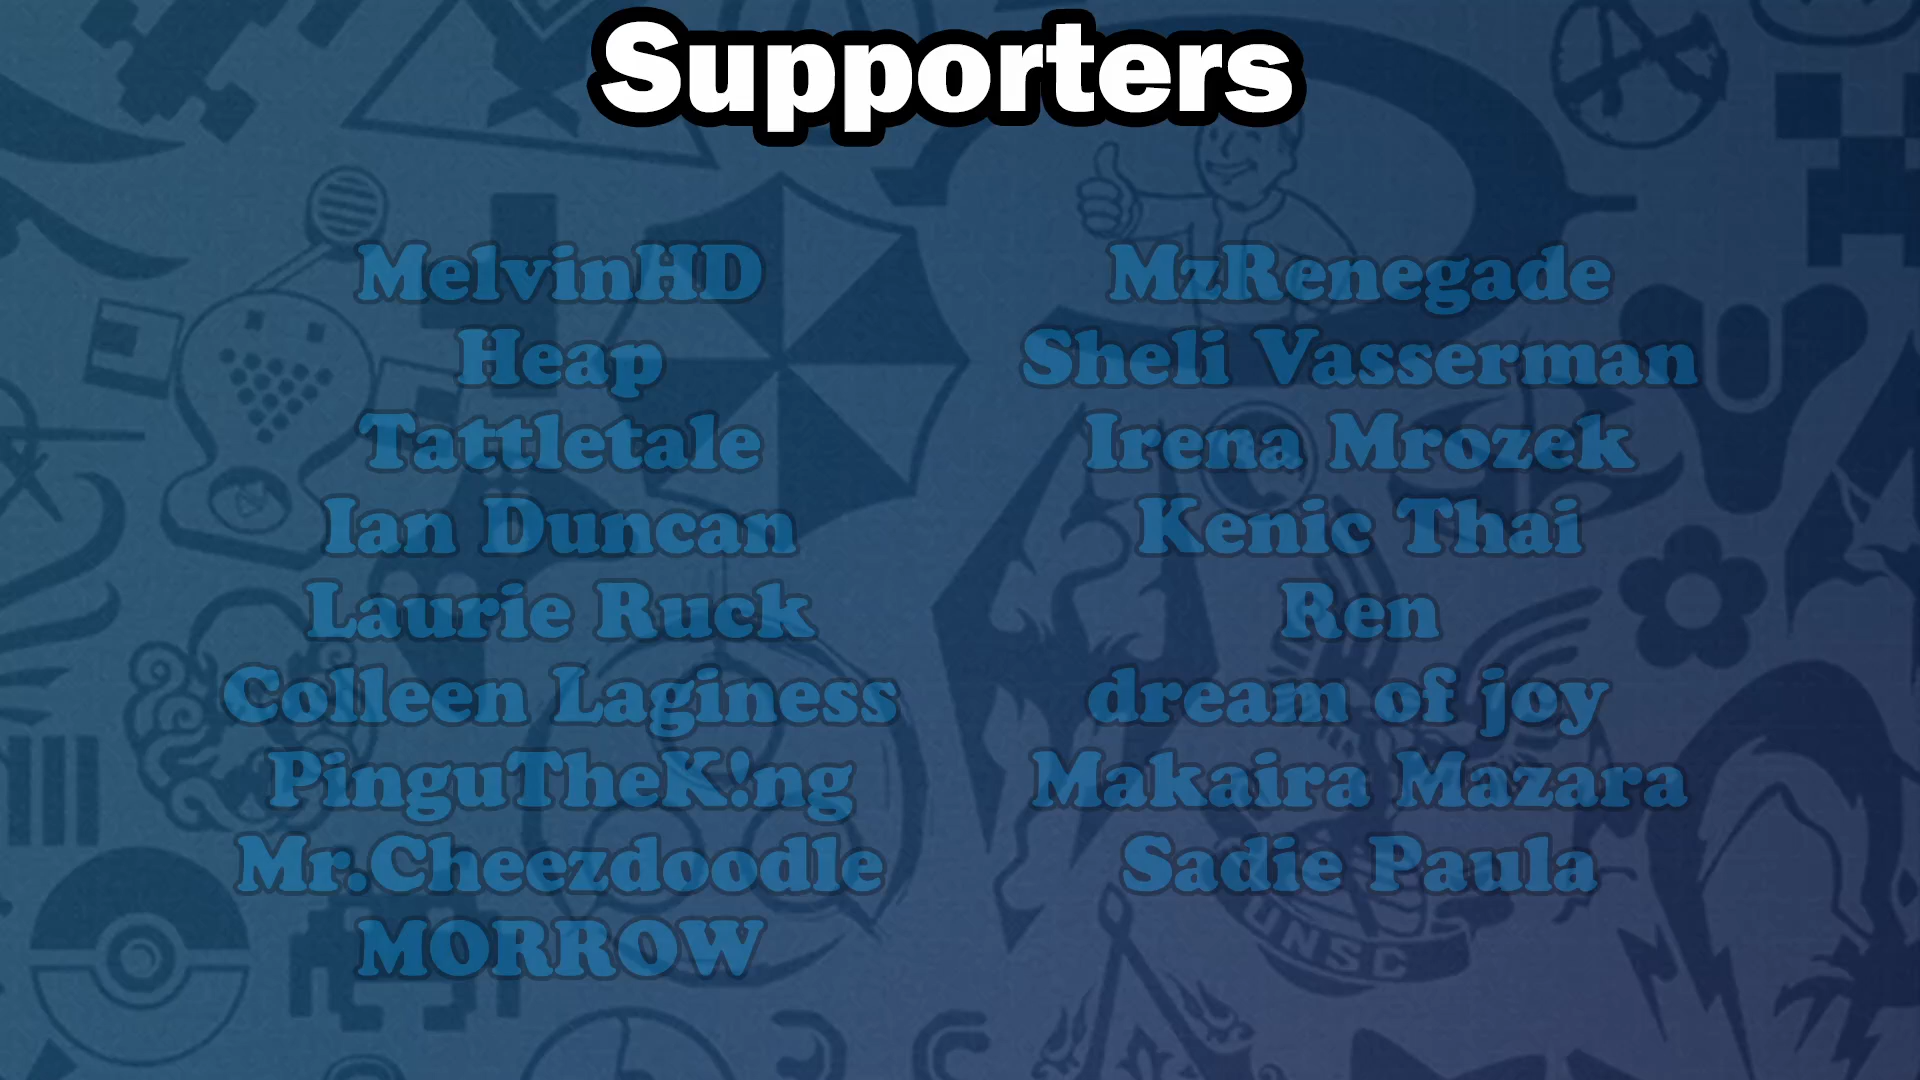 Supporters
MelvinHD
Heap
Tattletale
Ian Duncan
Laurie Ruck
Colleen Laginess
PinguTheK!ng
Mr.Cheezdoodle
MORROW
MzRenegade
Sheli Vasserman
Irena Mrozek
Kenic Thai
Ren
dream of joy
Makaira Mazara
Sadie Paula
UNSC